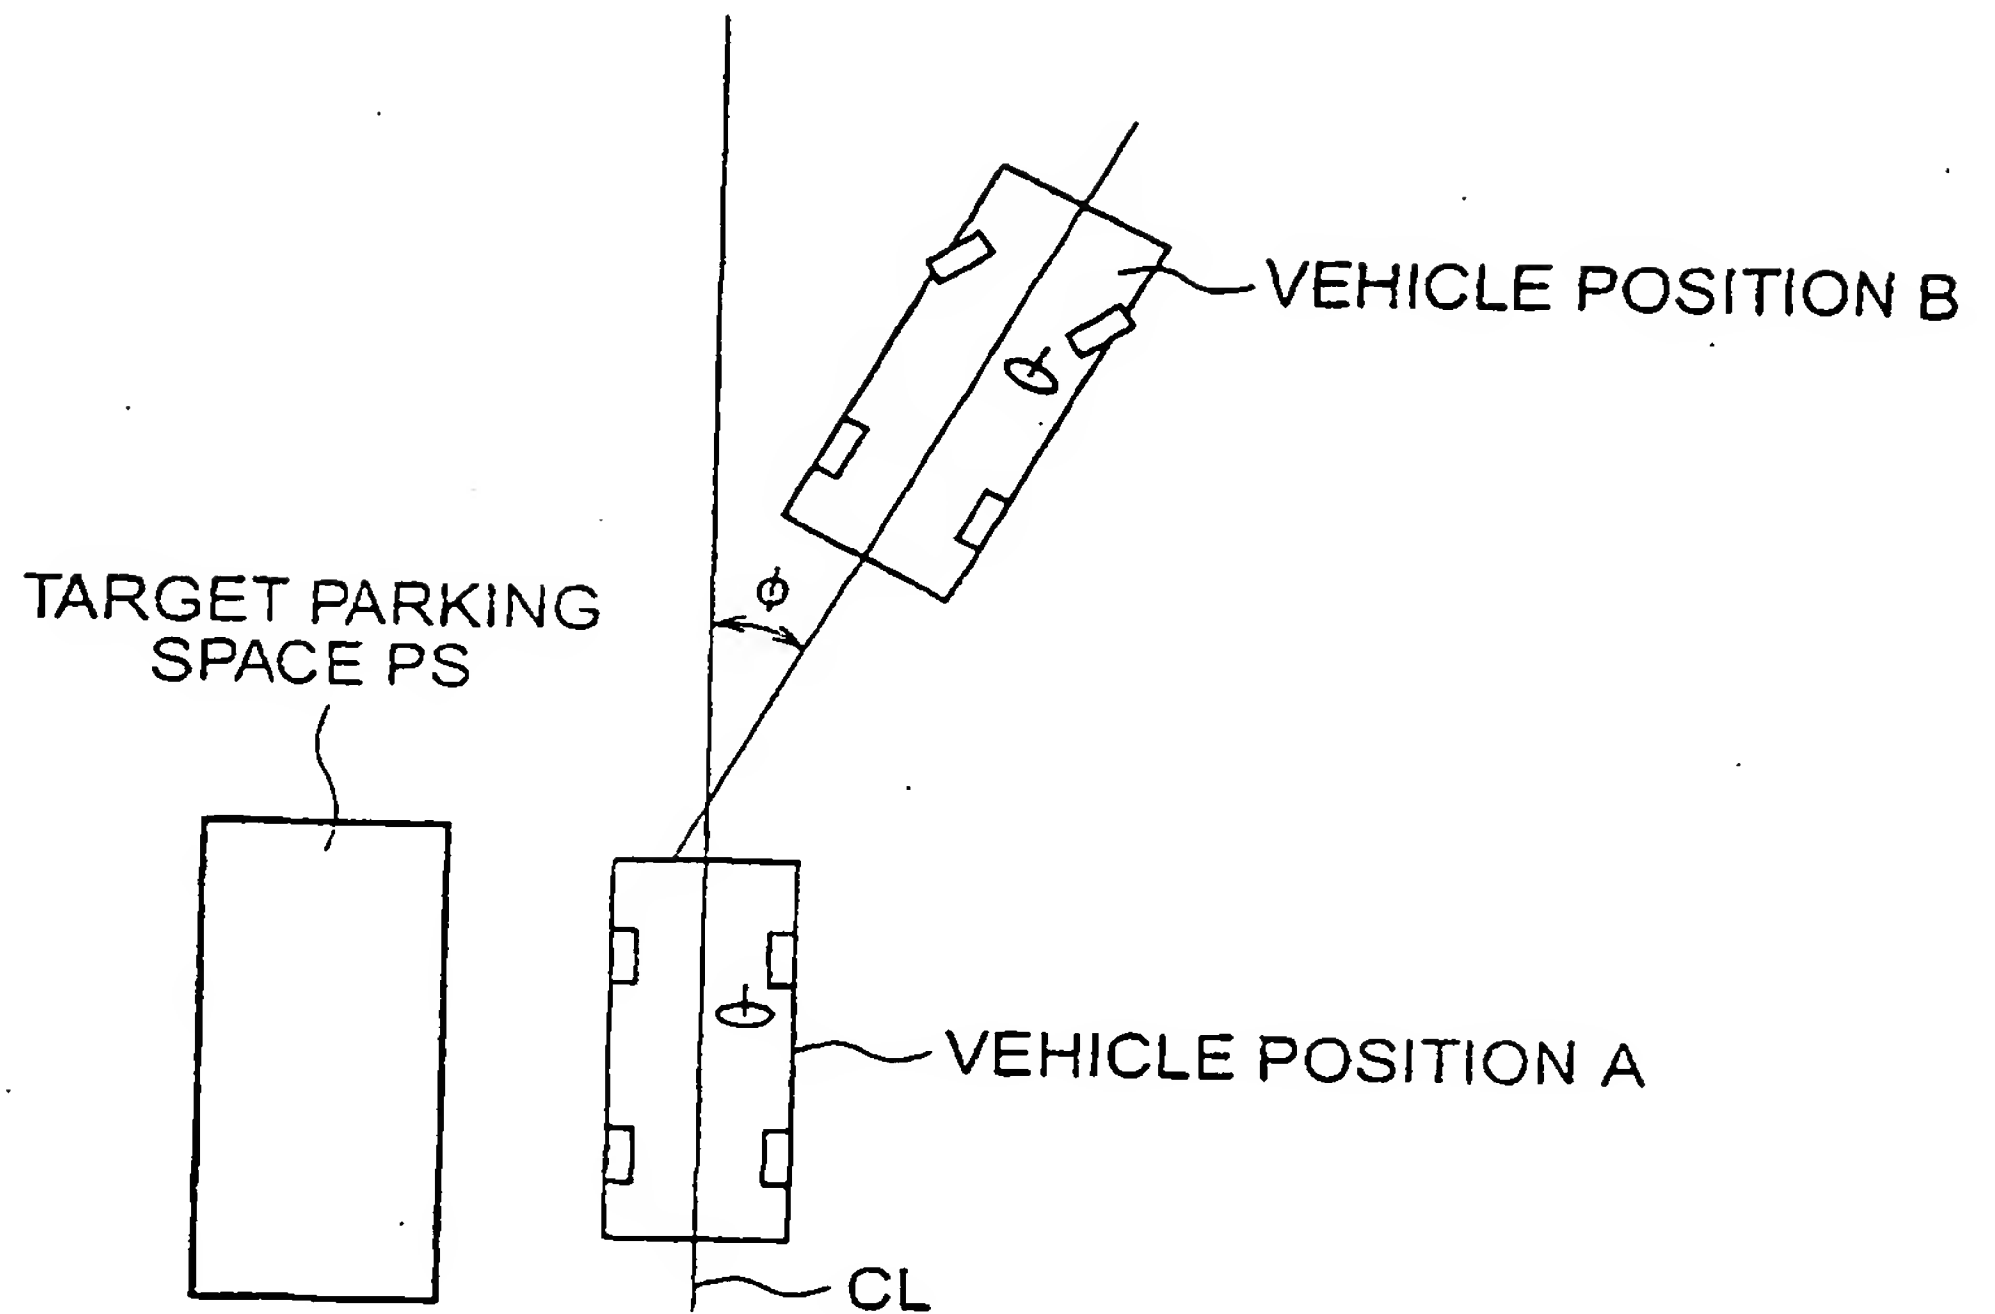 VEHICLE POSITION B
ϕ
TARGET PARKING
SPACE PS
VEHICLE POSITION A
CL